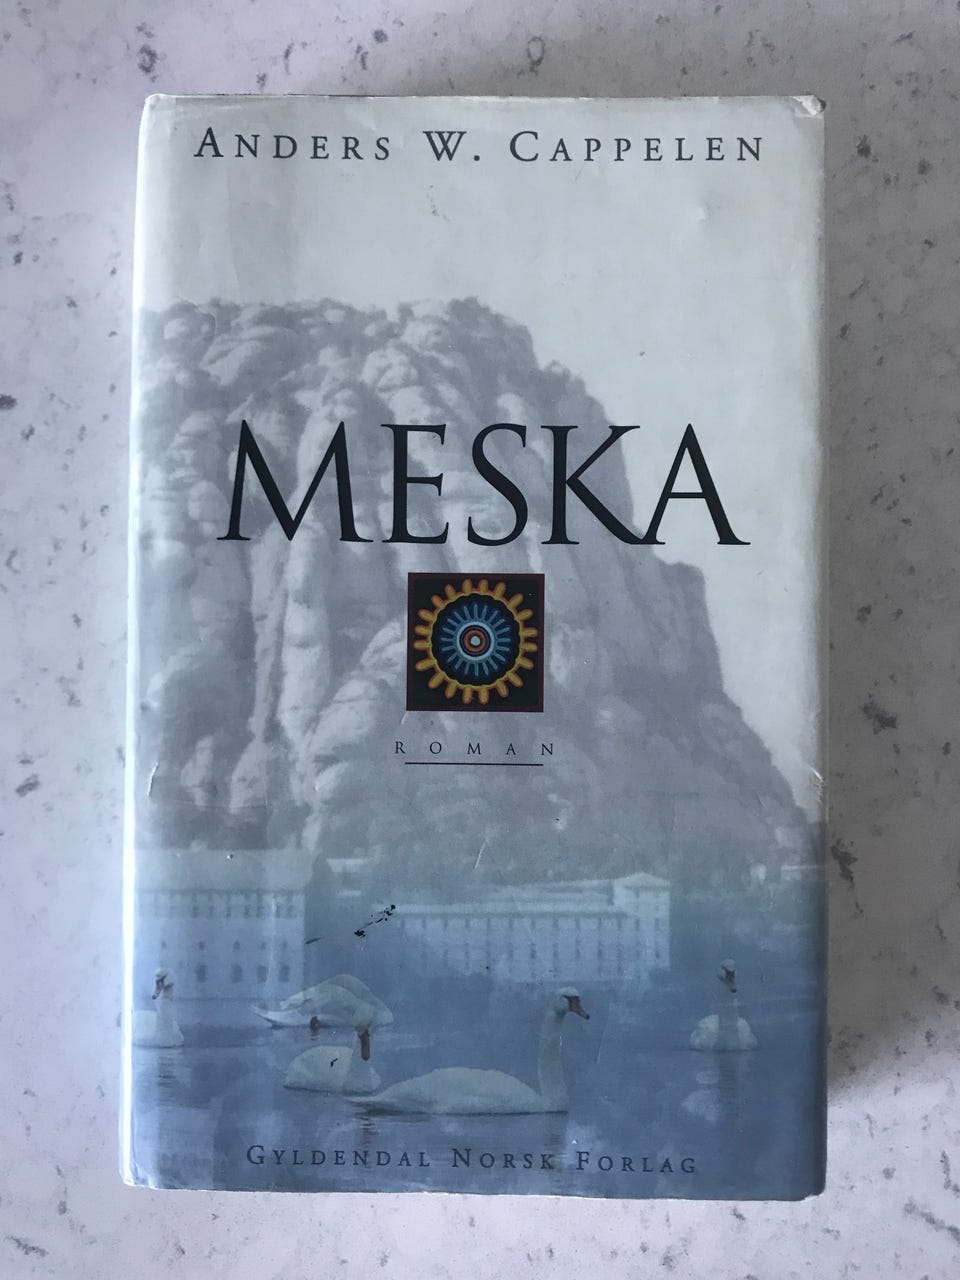 ANDERS W. CAPPELEN
MESKA
ROMAN
GYLDENDAL NORSK FORLAG